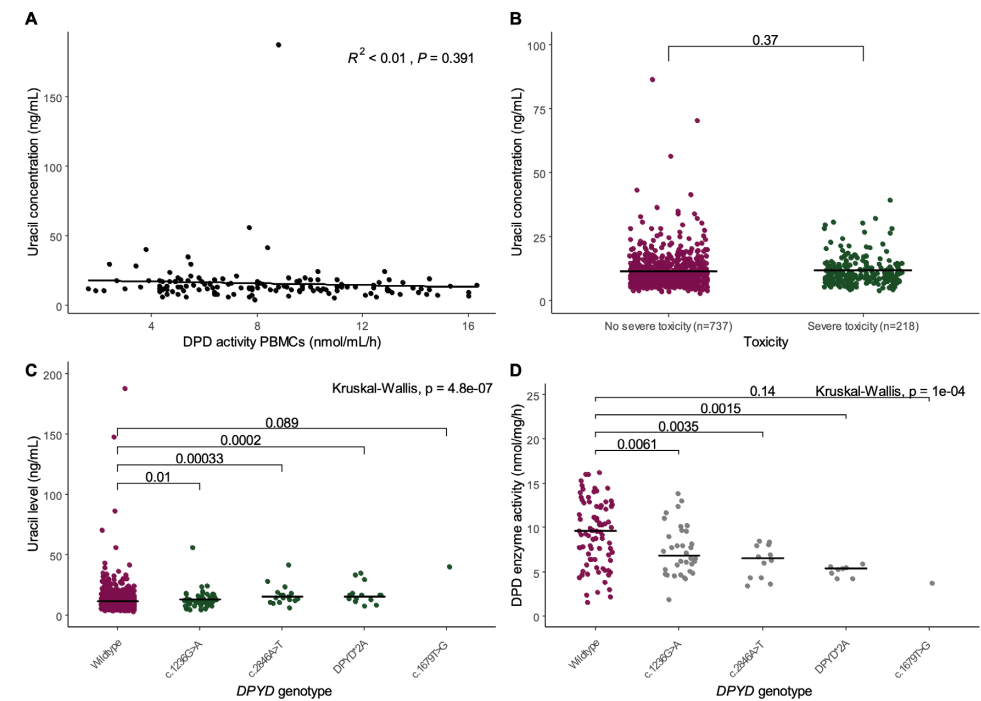 A
R² < 0.01 , P = 0.391
Uracil concentration (ng/mL)
150
100
50
0
4
8
12
16
DPD activity PBMCs (nmol/mL/h)
B
0.37
Uracil concentration (ng/mL)
100
75
50
25
0
No severe toxicity (n=737)
Severe toxicity (n=218)
Toxicity
C
Kruskal-Wallis, p = 4.8e-07
0.089
0.0002
0.00033
0.01
Uracil level (ng/mL)
200
150
100
50
0
Wildtype
c.1236G>A
c.2846A>T
DPYD*2A
c.1679T>G
DPYD genotype
D
Kruskal-Wallis, p = 1e-04
0.14
0.0015
0.0035
0.0061
DPD enzyme activity (nmol/mg/h)
25
20
15
10
5
0
Wildtype
c.1236G>A
c.2846A>T
DPYD*2A
c.1679T>G
DPYD genotype